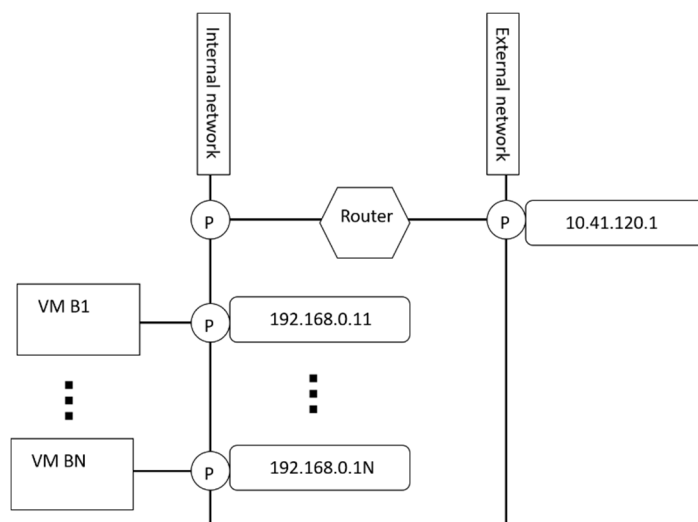 Internal network
External network
P
Router
P
10.41.120.1
VM B1
P
192.168.0.11
VM BN
P
192.168.0.1N